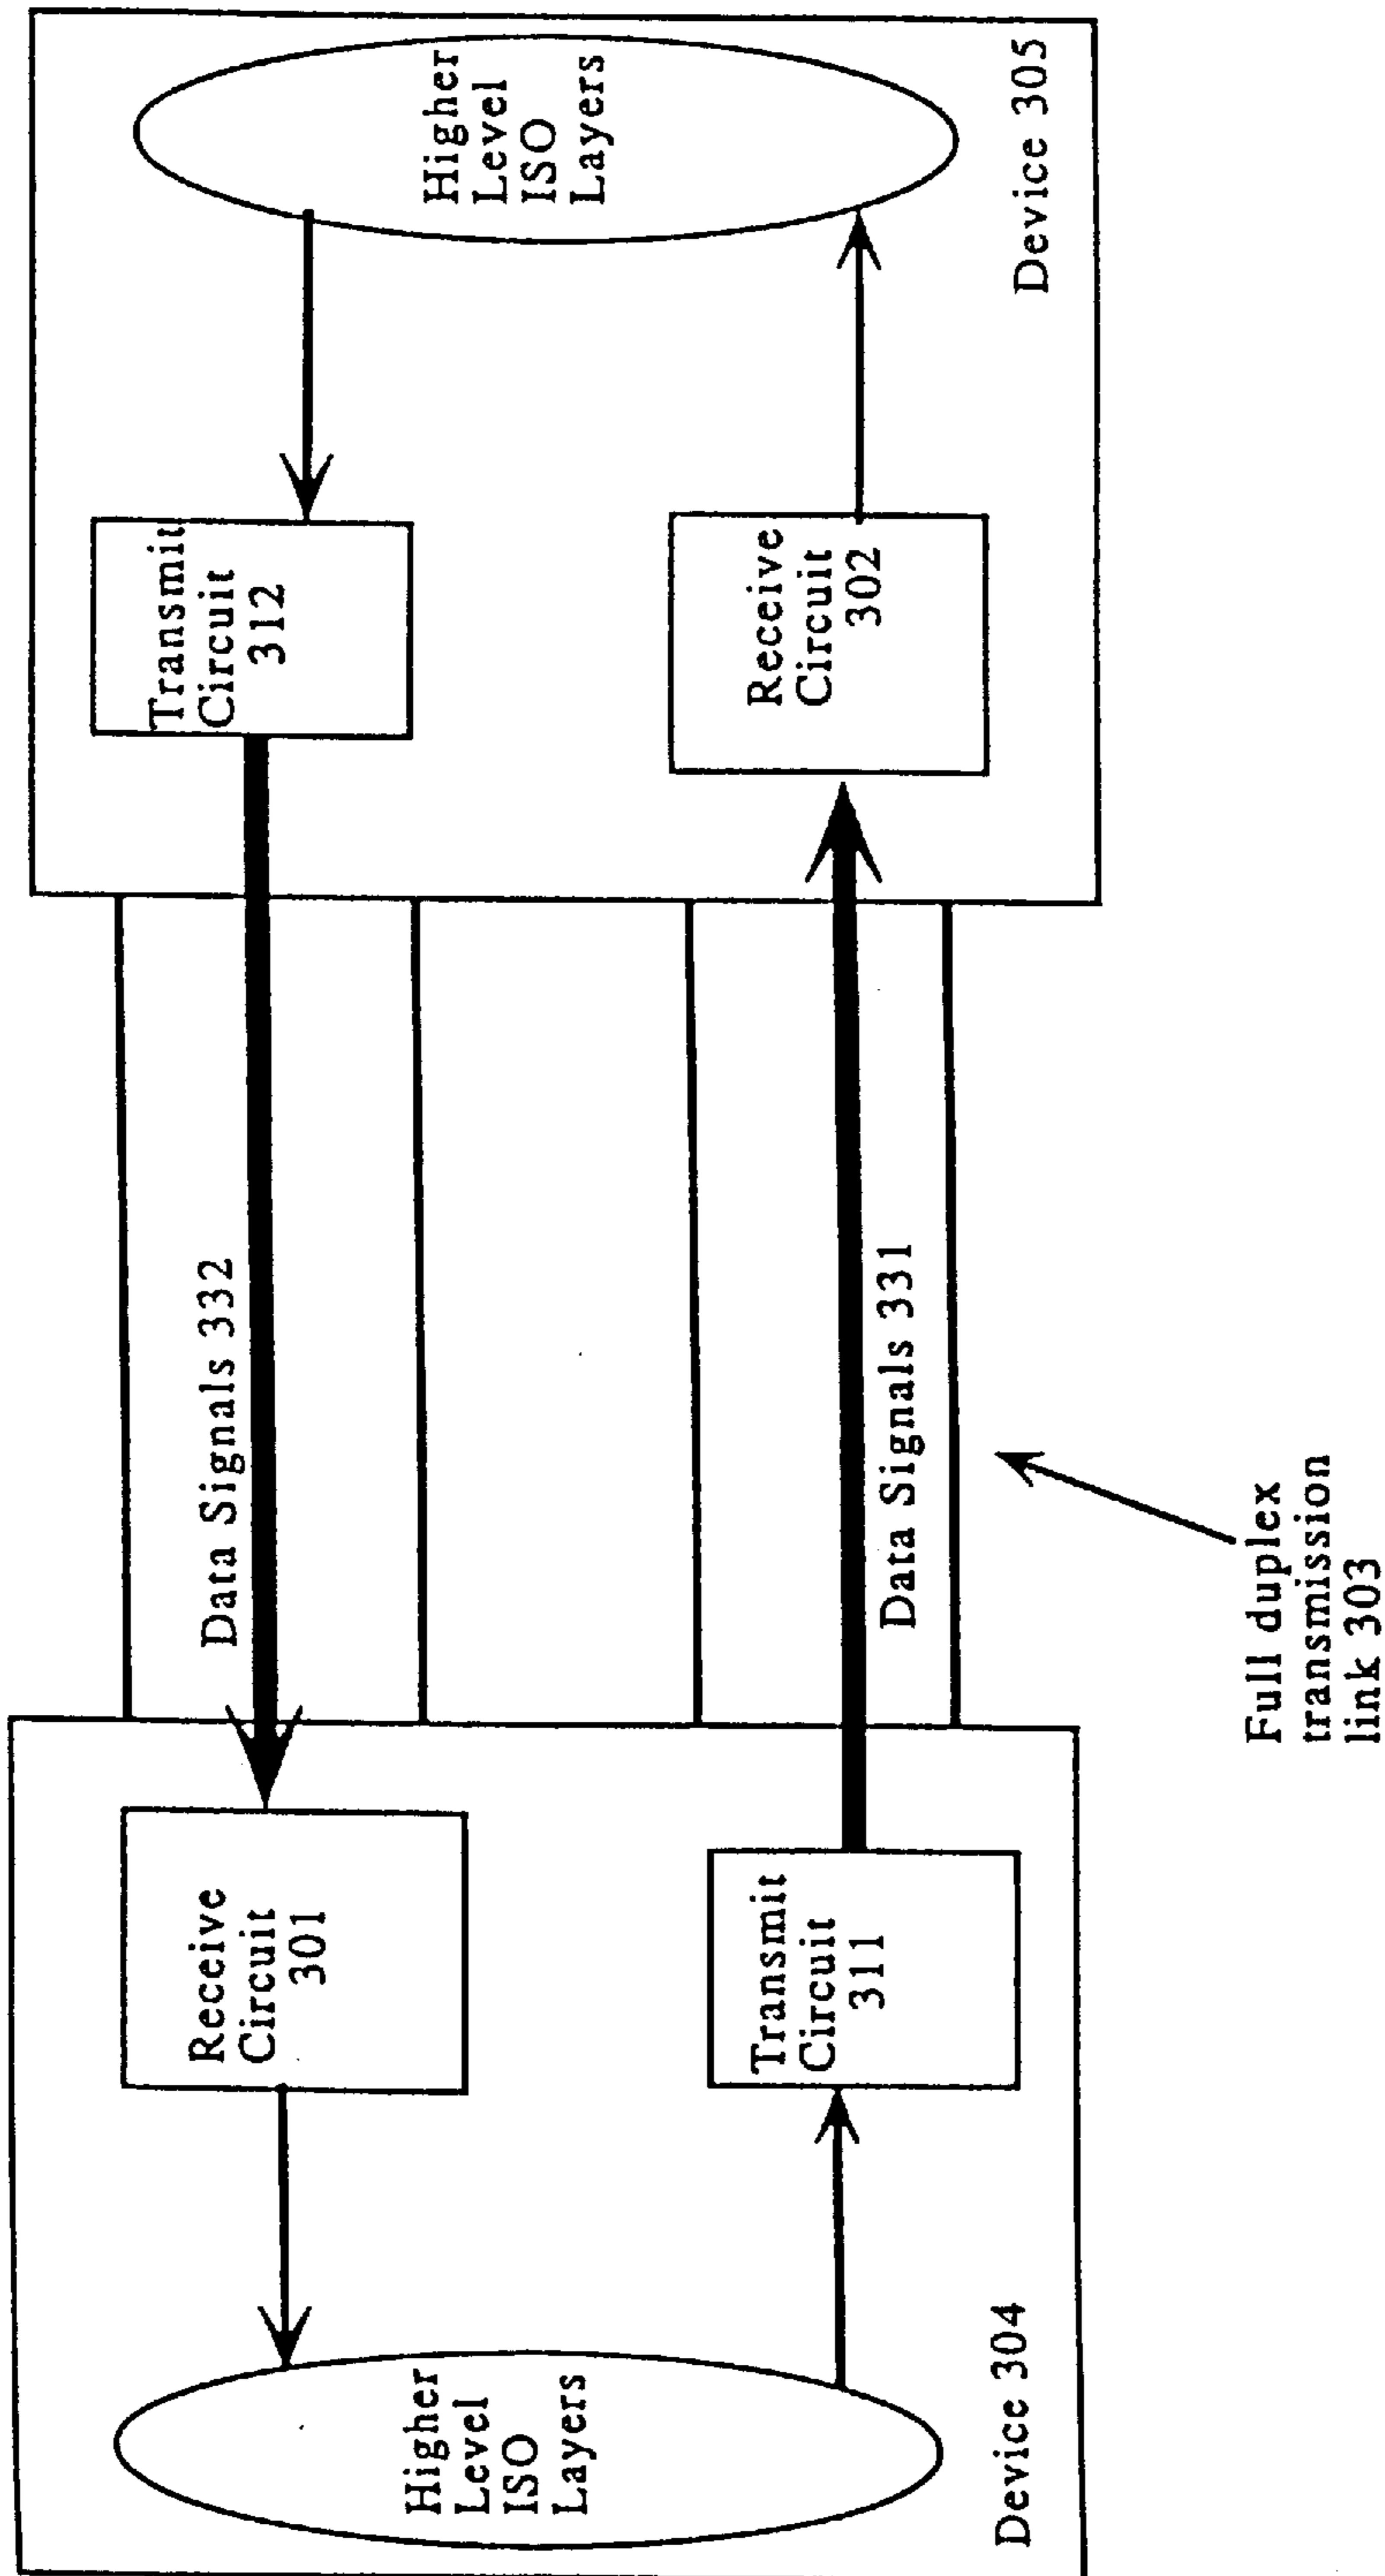 Higher
Level
ISO
Layers
Device 304
Receive
Circuit
301
Transmit
Circuit
311
Data Signals 332
Data Signals 331
Full duplex
transmission
link 303
Transmit
Circuit
312
Receive
Circuit
302
Higher
Level
ISO
Layers
Device 305